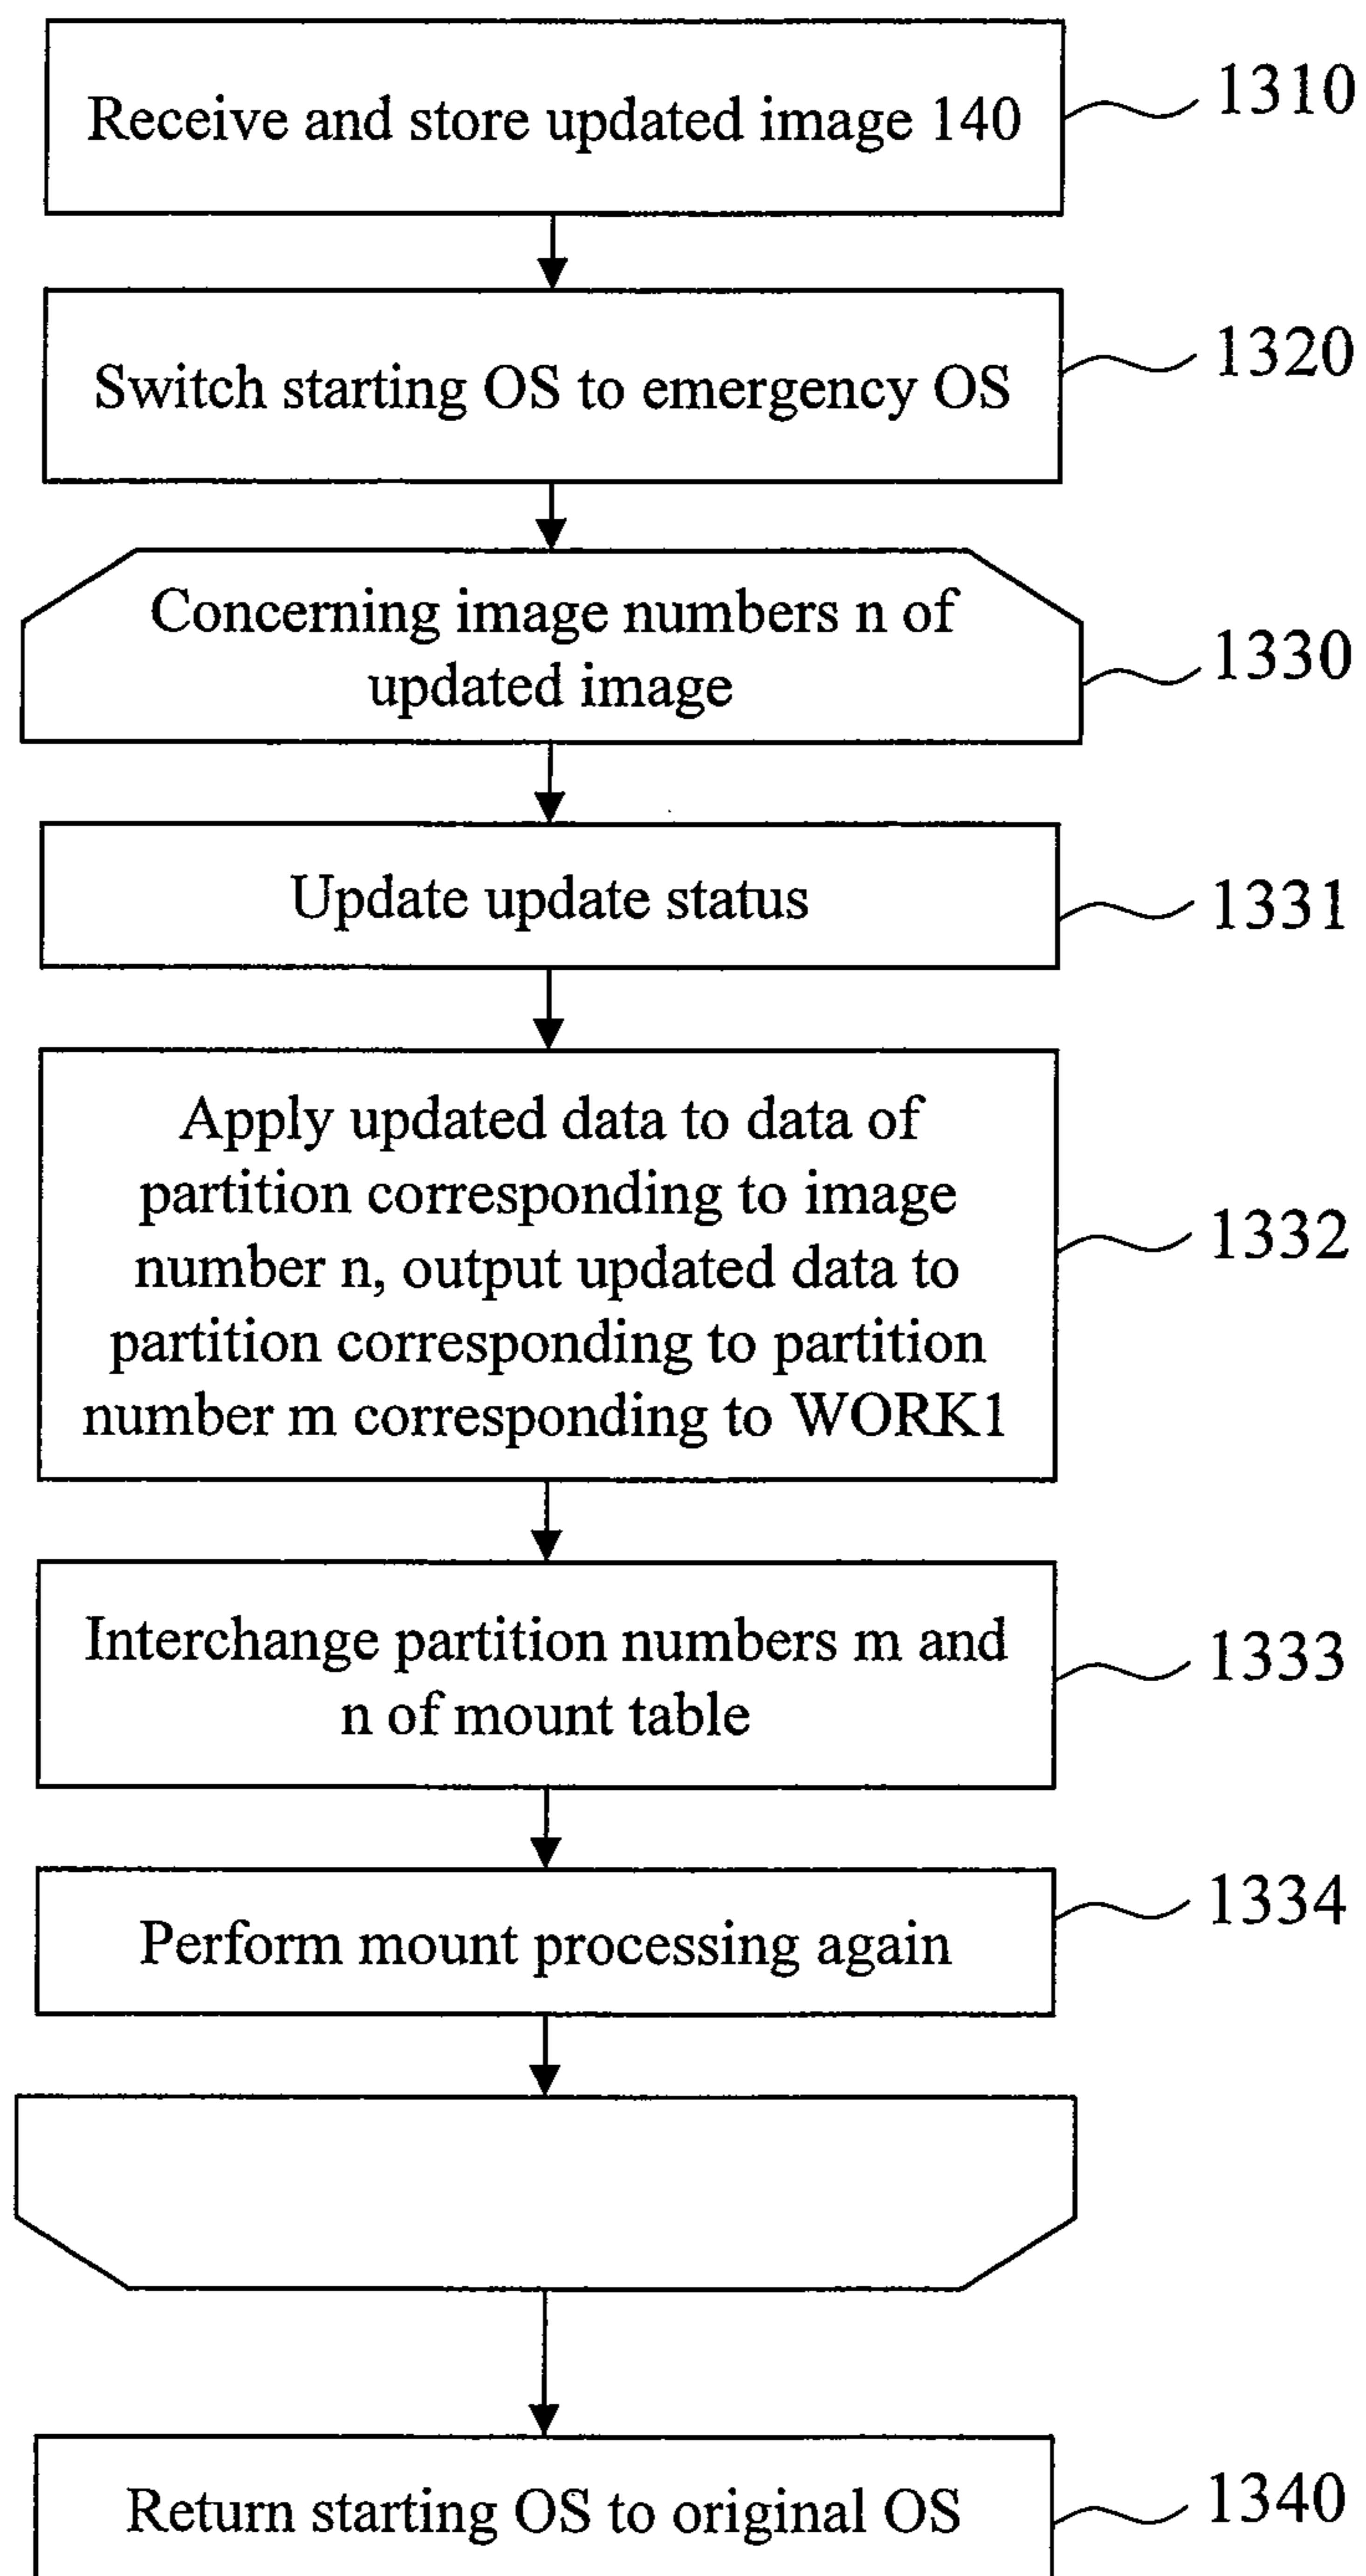 Receive and store updated image 140
1310
Switch starting OS to emergency OS
1320
Concerning image numbers n of
updated image
1330
Update update status
1331
Apply updated data to data of
partition corresponding to image
number n, output updated data to
partition corresponding to partition
number m corresponding to WORK1
1332
Interchange partition numbers m and
n of mount table
1333
Perform mount processing again
1334
Return starting OS to original OS
1340